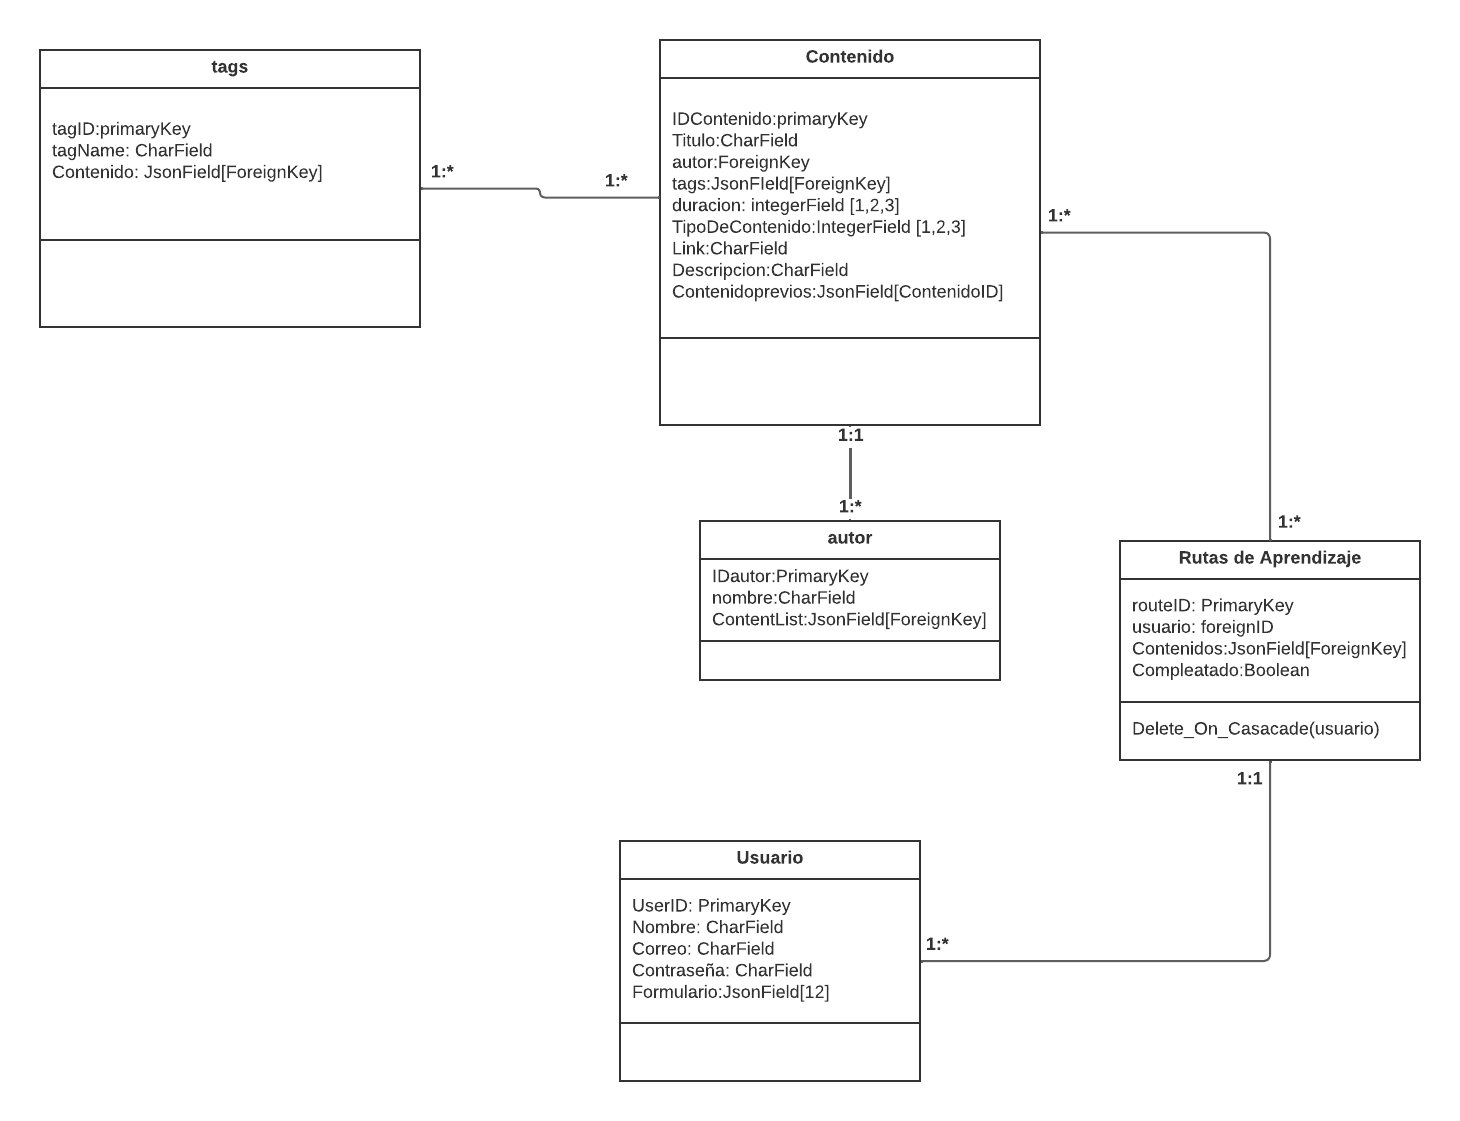 tags
tagID:primaryKey
tagName: CharField
Contenido: JsonField[ForeignKey]
1:*
1:*
Contenido
IDContenido:primaryKey
Titulo:CharField
autor:ForeignKey
tags:JsonFIeld[ForeignKey]
duracion: integerField [1,2,3]
TipoDeContenido:IntegerField [1,2,3]
Link:CharField
Descripcion:CharField
Contenidoprevios:JsonField[ContenidoID]
1:*
1:1
1:*
autor
IDautor:PrimaryKey
nombre:CharField
ContentList:JsonField[ForeignKey]
1:*
Rutas de Aprendizaje
routeID: PrimaryKey
usuario: foreignID
Contenidos:JsonField[ForeignKey]
Compleatado:Boolean
Delete_On_Casacade(usuario)
1:1
Usuario
UserID: PrimaryKey
Nombre: CharField
Correo: CharField
Contraseña: CharField
Formulario:JsonField[12]
1:*